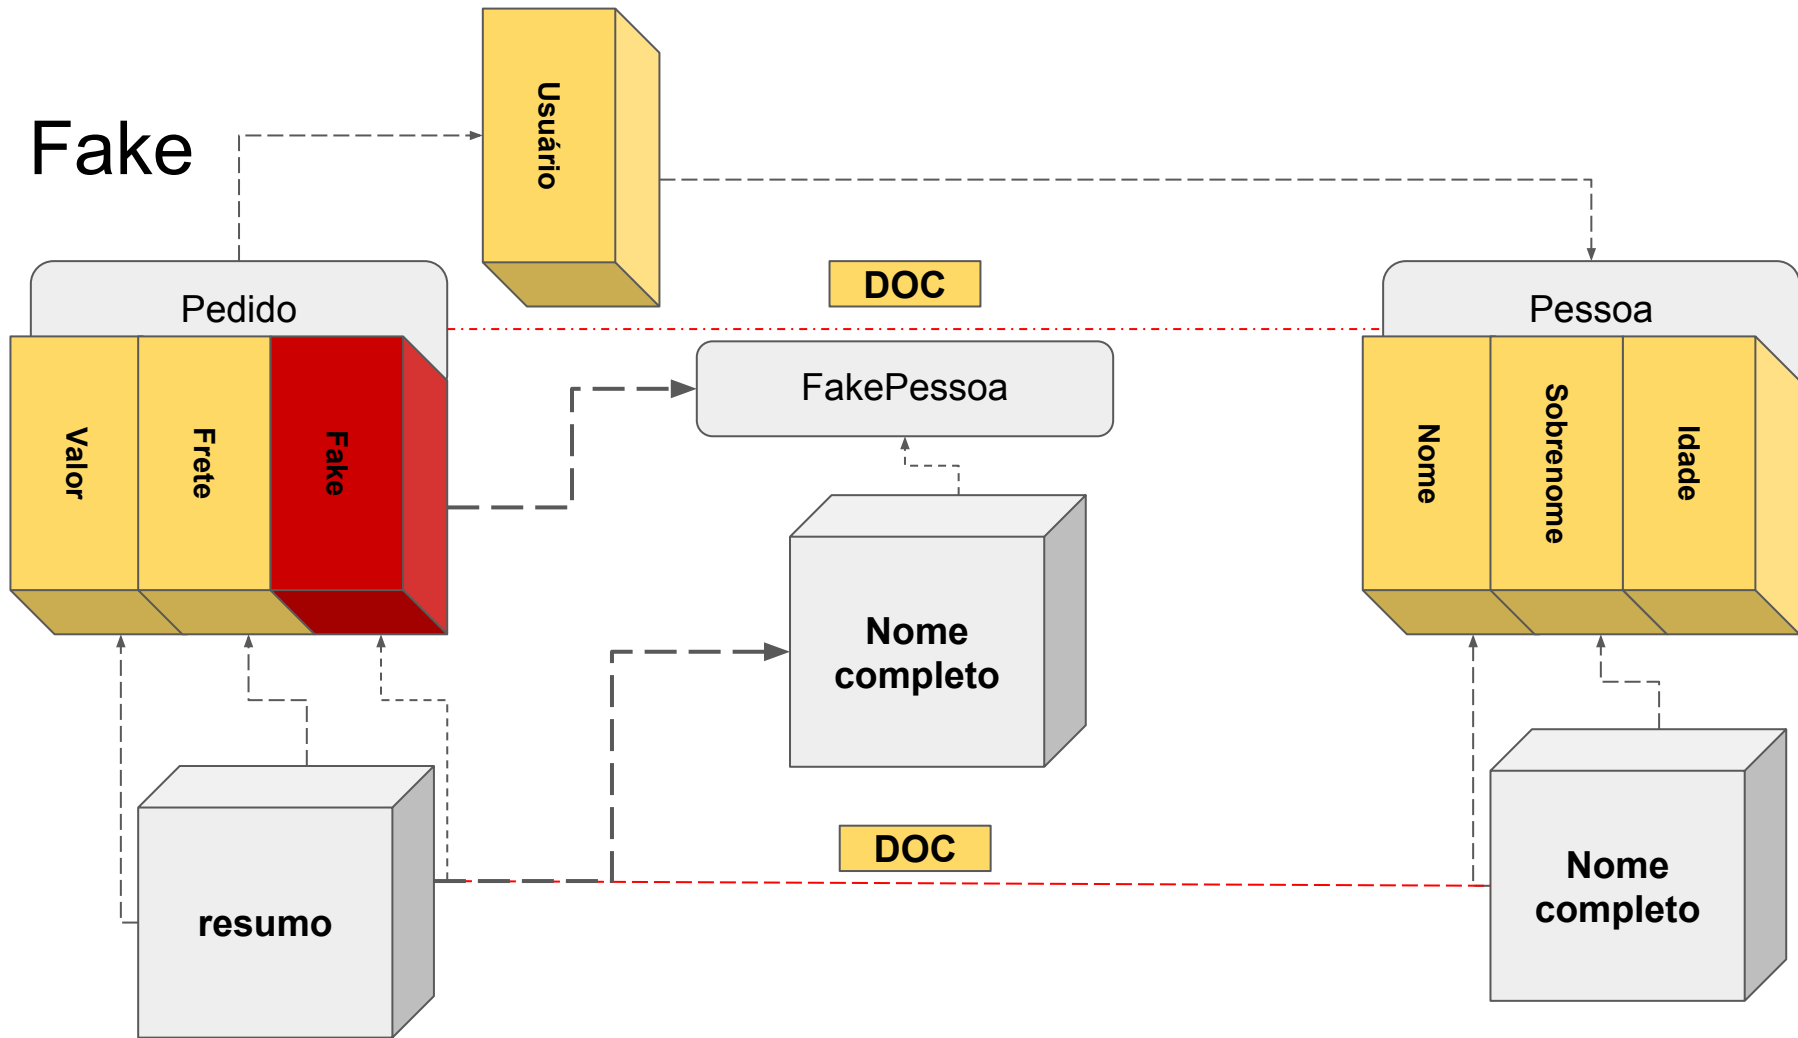 Fake
Usuário
Pedido
DOC
Pessoa
FakePessoa
Valor
Frete
Fake
Nome
Sobrenome
Idade
Nome
completo
resumo
DOC
Nome
completo